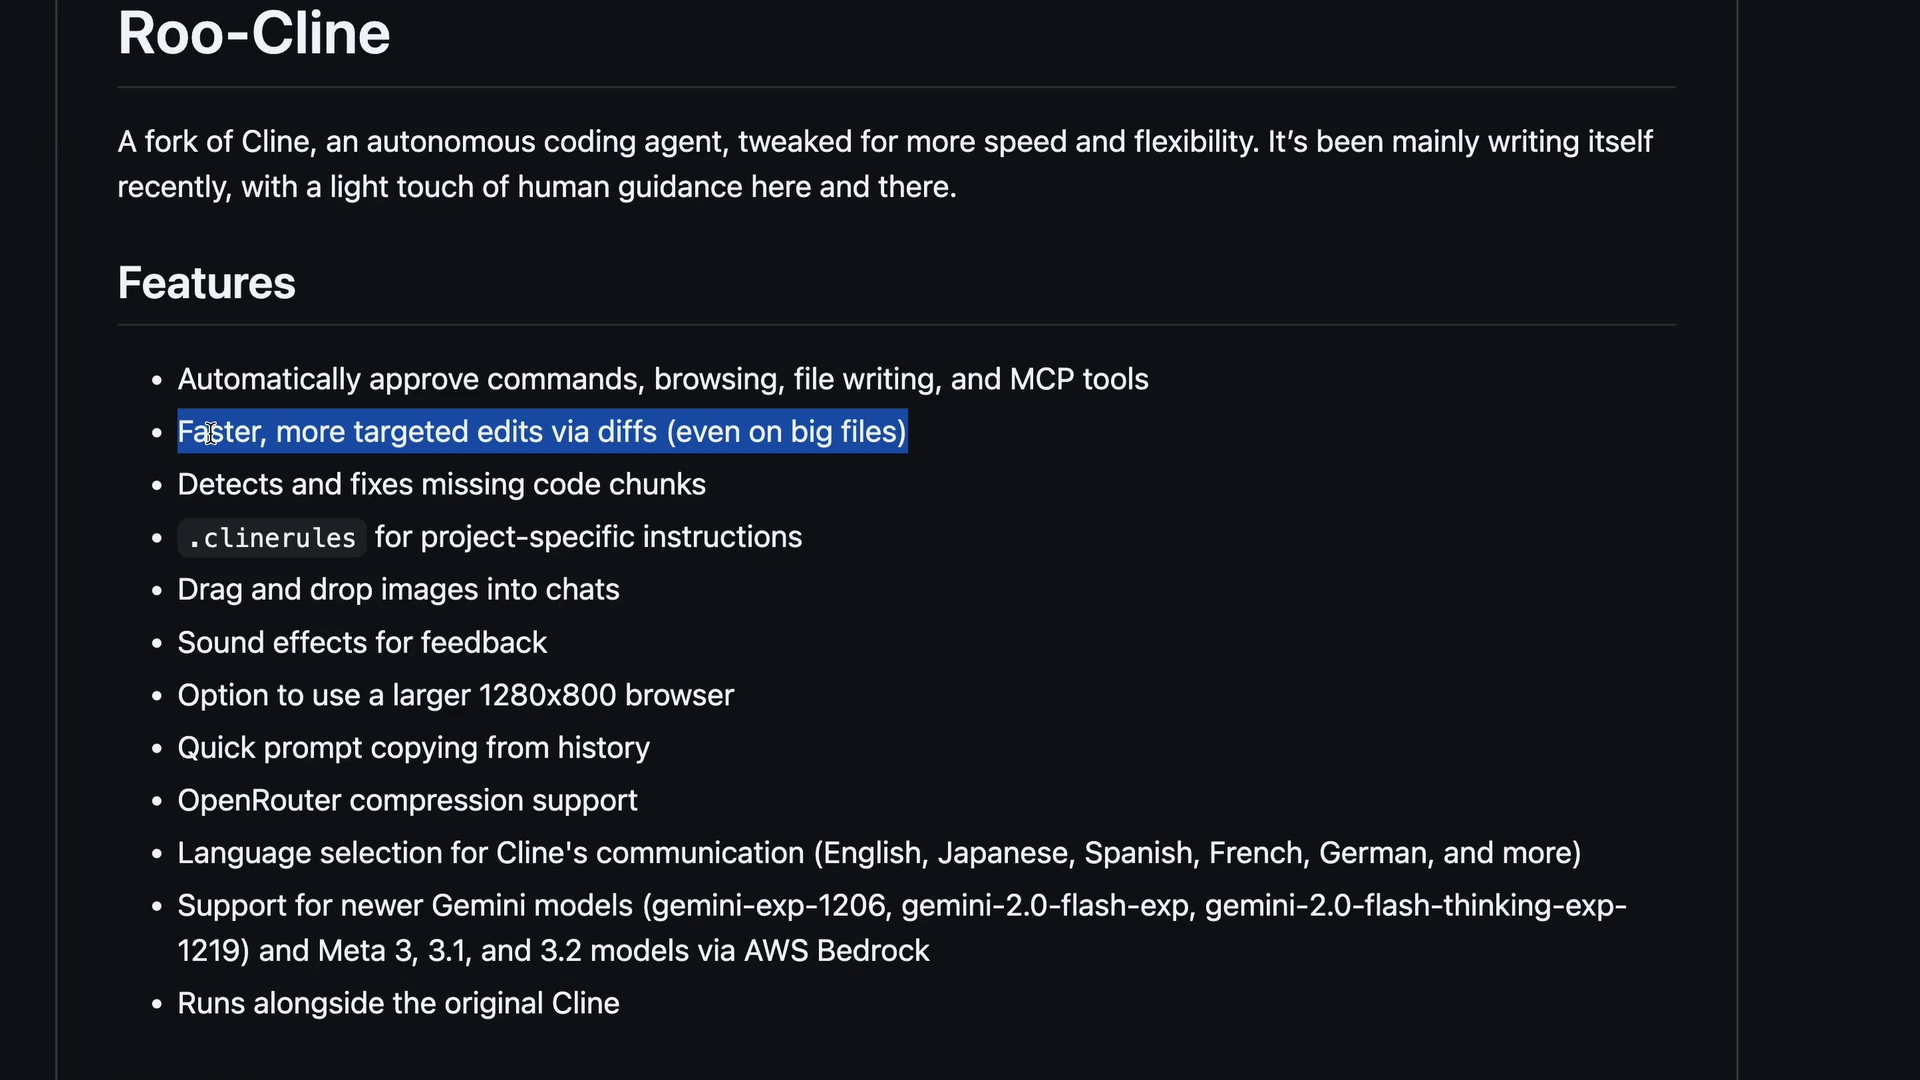 Roo-Cline
A fork of Cline, an autonomous coding agent, tweaked for more speed and flexibility. It’s been mainly writing itself
recently, with a light touch of human guidance here and there.
Features
• Automatically approve commands, browsing, file writing, and MCP tools
• Faster, more targeted edits via diffs (even on big files)
• Detects and fixes missing code chunks
• .clinerules for project-specific instructions
• Drag and drop images into chats
• Sound effects for feedback
• Option to use a larger 1280x800 browser
• Quick prompt copying from history
• OpenRouter compression support
• Language selection for Cline's communication (English, Japanese, Spanish, French, German, and more)
• Support for newer Gemini models (gemini-exp-1206, gemini-2.0-flash-exp, gemini-2.0-flash-thinking-exp-
1219) and Meta 3, 3.1, and 3.2 models via AWS Bedrock
• Runs alongside the original Cline